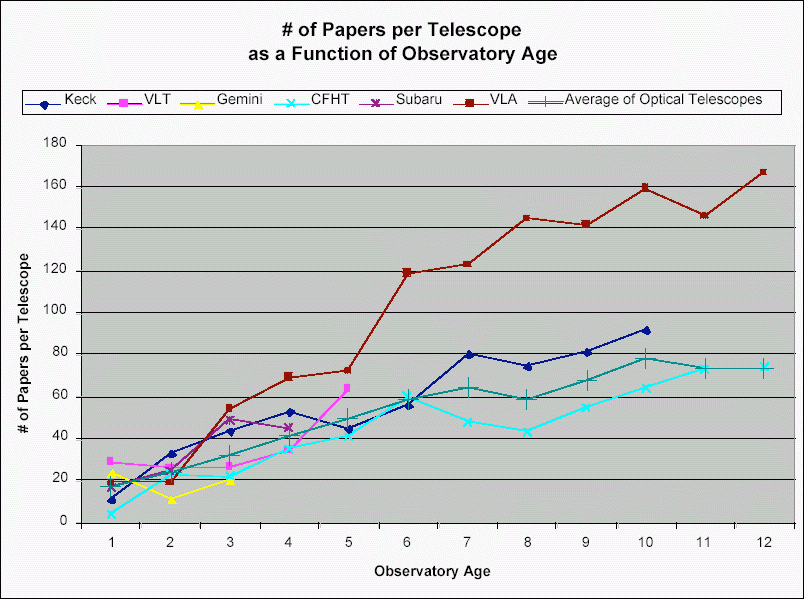 # of Papers per Telescope
as a Function of Observatory Age
Keck VLT Gemini CFHT Subaru VLA Average of Optical Telescopes
# of Papers per Telescope
180
160
140
120
100
80
60
40
20
0
1 2 3 4 5 6 7 8 9 10 11 12
Observatory Age